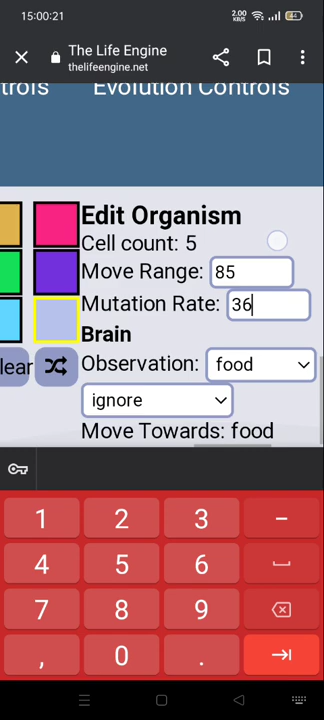 15:00:21
2.00
KB/S
The Life Engine
thelifeengine.net
trols
Evolution Controls
Edit Organism
Cell count: 5
Move Range: 85
Mutation Rate: 36
Brain
lear
Observation: food
ignore
Move Towards: food
1 2 3 −
4 5 6
7 8 9
, 0 .